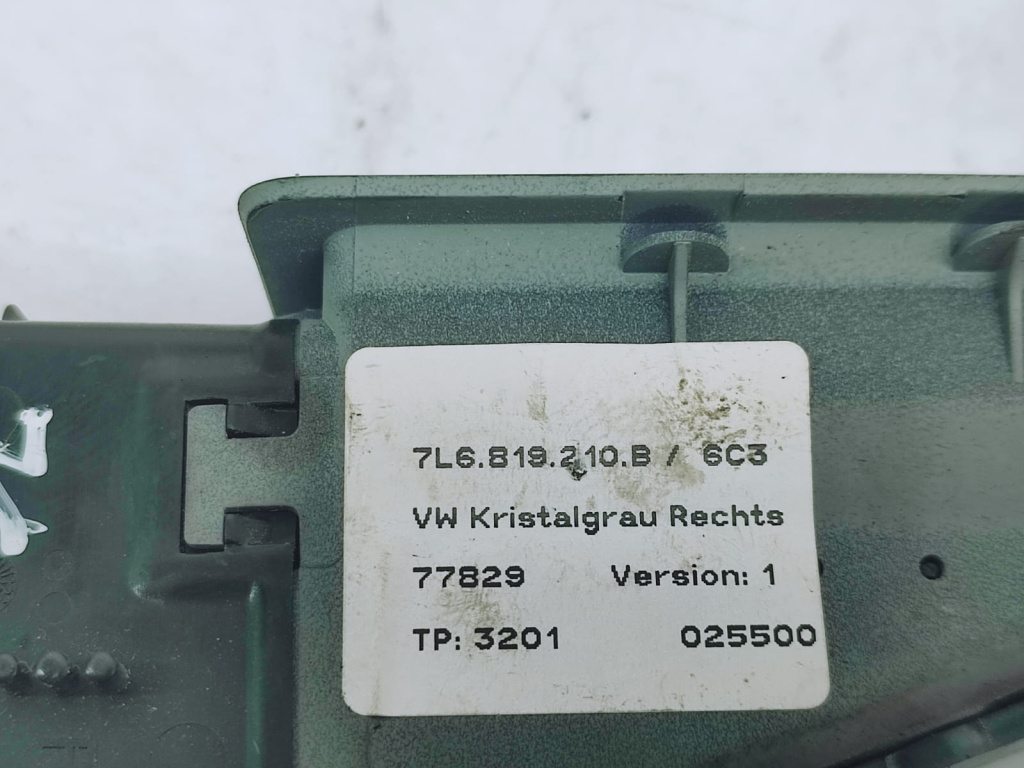 7L6.819.210.B / 6C3
VW Kristalgrau Rechts
77829 Version: 1
TP: 3201 025500